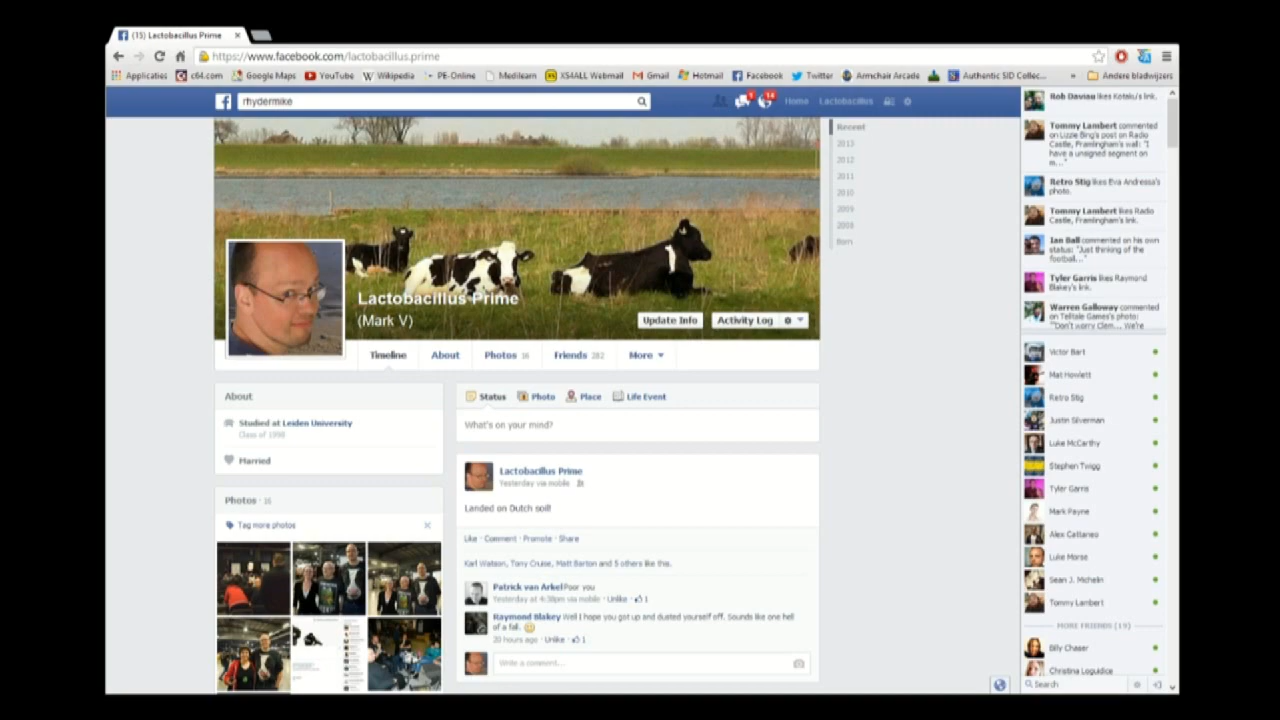 (15) Lactobacillus Prime
https://www.facebook.com/lactobacillus.prime
Applicaties c64.com Google Maps YouTube Wikipedia PE-Online Medilearn XS4ALL Webmail Gmail Hotmail Facebook Twitter Armchair Arcade Authentic SID Collec... » Andere bladwijzers
rhydermike
1 14 Home Lactobacillus
Recent
2013
2012
2011
2010
2009
2008
Born
Lactobacillus Prime
(Mark V)
Update Info Activity Log
Timeline About Photos 16 Friends 282 More
About
Studied at Leiden University
Class of 1998
Married
Photos · 16
Tag more photos
Status Photo Place Life Event
What's on your mind?
Lactobacillus Prime
Yesterday via mobile
Landed on Dutch soil!
Like · Comment · Promote · Share
Karl Watson, Tony Cruise, Matt Barton and 5 others like this.
Patrick van Arkel Poor you
Yesterday at 4:38pm via mobile · Unlike · 1
Raymond Blakey Well I hope you got up and dusted yourself off. Sounds like one hell
of a fall.
20 hours ago · Unlike · 1
Write a comment...
Rob Daviau likes Kotaku's link.
Tommy Lambert commented
on Lizzie Bing's post on Radio
Castle, Framlingham's wall: "I
have a unsigned segment on
m..."
Retro Stig likes Eva Andressa's
photo.
Tommy Lambert likes Radio
Castle, Framlingham's link.
Ian Ball commented on his own
status: "Just thinking of the
football..."
Tyler Garris likes Raymond
Blakey's link.
Warren Galloway commented
on Telltale Games's photo:
""Don't worry Clem... We're
Victor Bart
Mat Howlett
Retro Stig
Justin Silverman
Luke McCarthy
Stephen Twigg
Tyler Garris
Mark Payne
Alex Cattaneo
Luke Morse
Sean J. Michelin
Tommy Lambert
MORE FRIENDS (19)
Billy Chaser
Christina Loguidice
Search